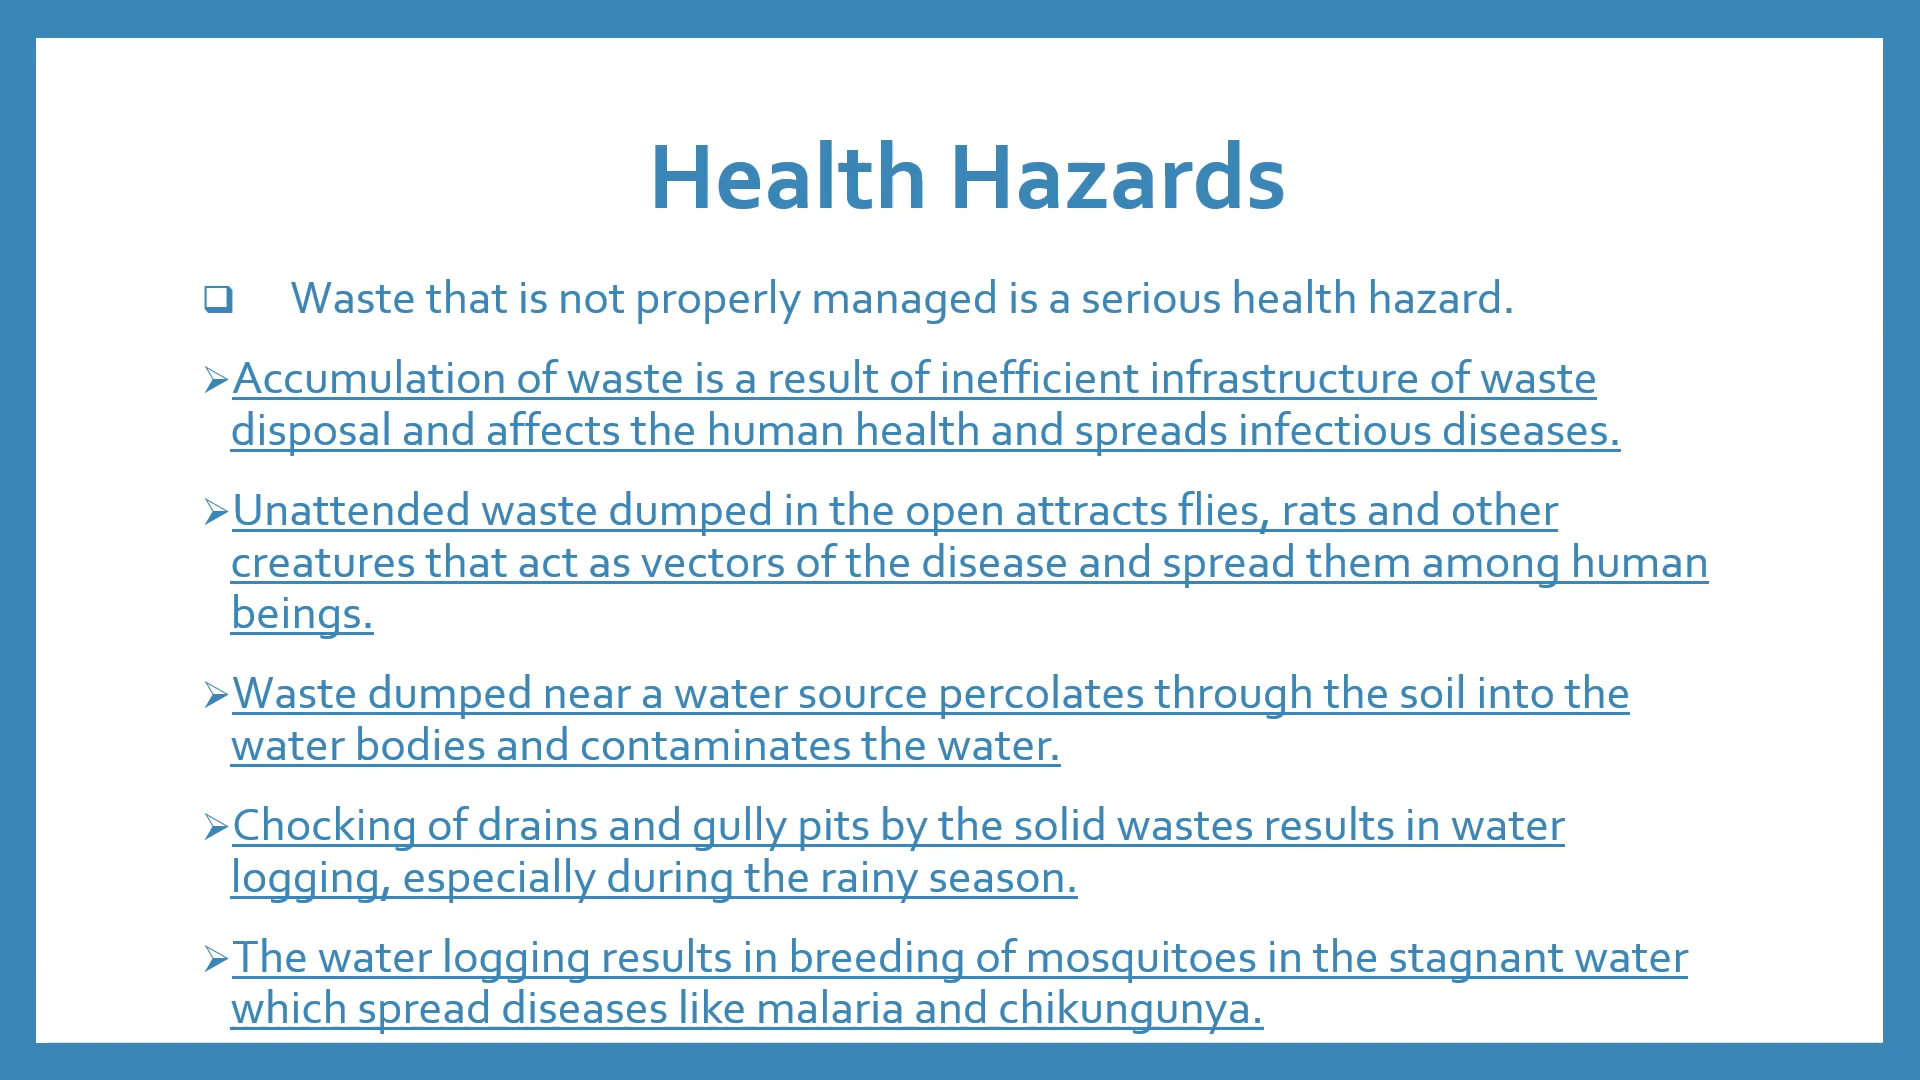 Health Hazards
❑ Waste that is not properly managed is a serious health hazard.
➢Accumulation of waste is a result of inefficient infrastructure of waste
disposal and affects the human health and spreads infectious diseases.
➢Unattended waste dumped in the open attracts flies, rats and other
creatures that act as vectors of the disease and spread them among human
beings.
➢Waste dumped near a water source percolates through the soil into the
water bodies and contaminates the water.
➢Chocking of drains and gully pits by the solid wastes results in water
logging, especially during the rainy season.
➢The water logging results in breeding of mosquitoes in the stagnant water
which spread diseases like malaria and chikungunya.